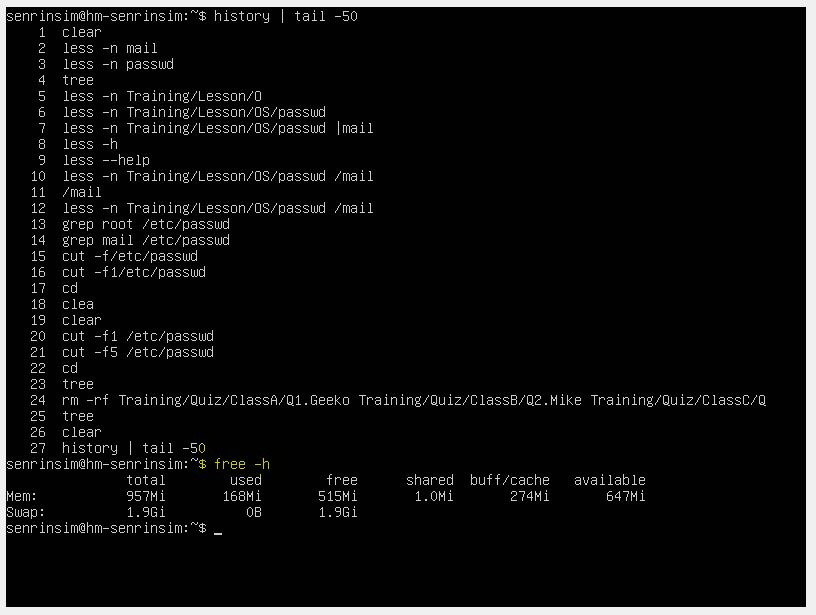 senrinsim@hm-senrinsim:~$ history | tail -50
    1  clear
    2  less -n mail
    3  less -n passwd
    4  tree
    5  less -n Training/Lesson/O
    6  less -n Training/Lesson/OS/passwd
    7  less -n Training/Lesson/OS/passwd |mail
    8  less -h
    9  less --help
   10  less -n Training/Lesson/OS/passwd /mail
   11  /mail
   12  less -n Training/Lesson/OS/passwd /mail
   13  grep root /etc/passwd
   14  grep mail /etc/passwd
   15  cut -f/etc/passwd
   16  cut -f1/etc/passwd
   17  cd
   18  clea
   19  clear
   20  cut -f1 /etc/passwd
   21  cut -f5 /etc/passwd
   22  cd
   23  tree
   24  rm -rf Training/Quiz/ClassA/Q1.Geeko Training/Quiz/ClassB/Q2.Mike Training/Quiz/ClassC/Q
   25  tree
   26  clear
   27  history | tail -50
senrinsim@hm-senrinsim:~$ free -h
               total        used        free      shared  buff/cache   available
Mem:           957Mi       168Mi       515Mi       1.0Mi       274Mi       647Mi
Swap:          1.9Gi          0B       1.9Gi
senrinsim@hm-senrinsim:~$ _